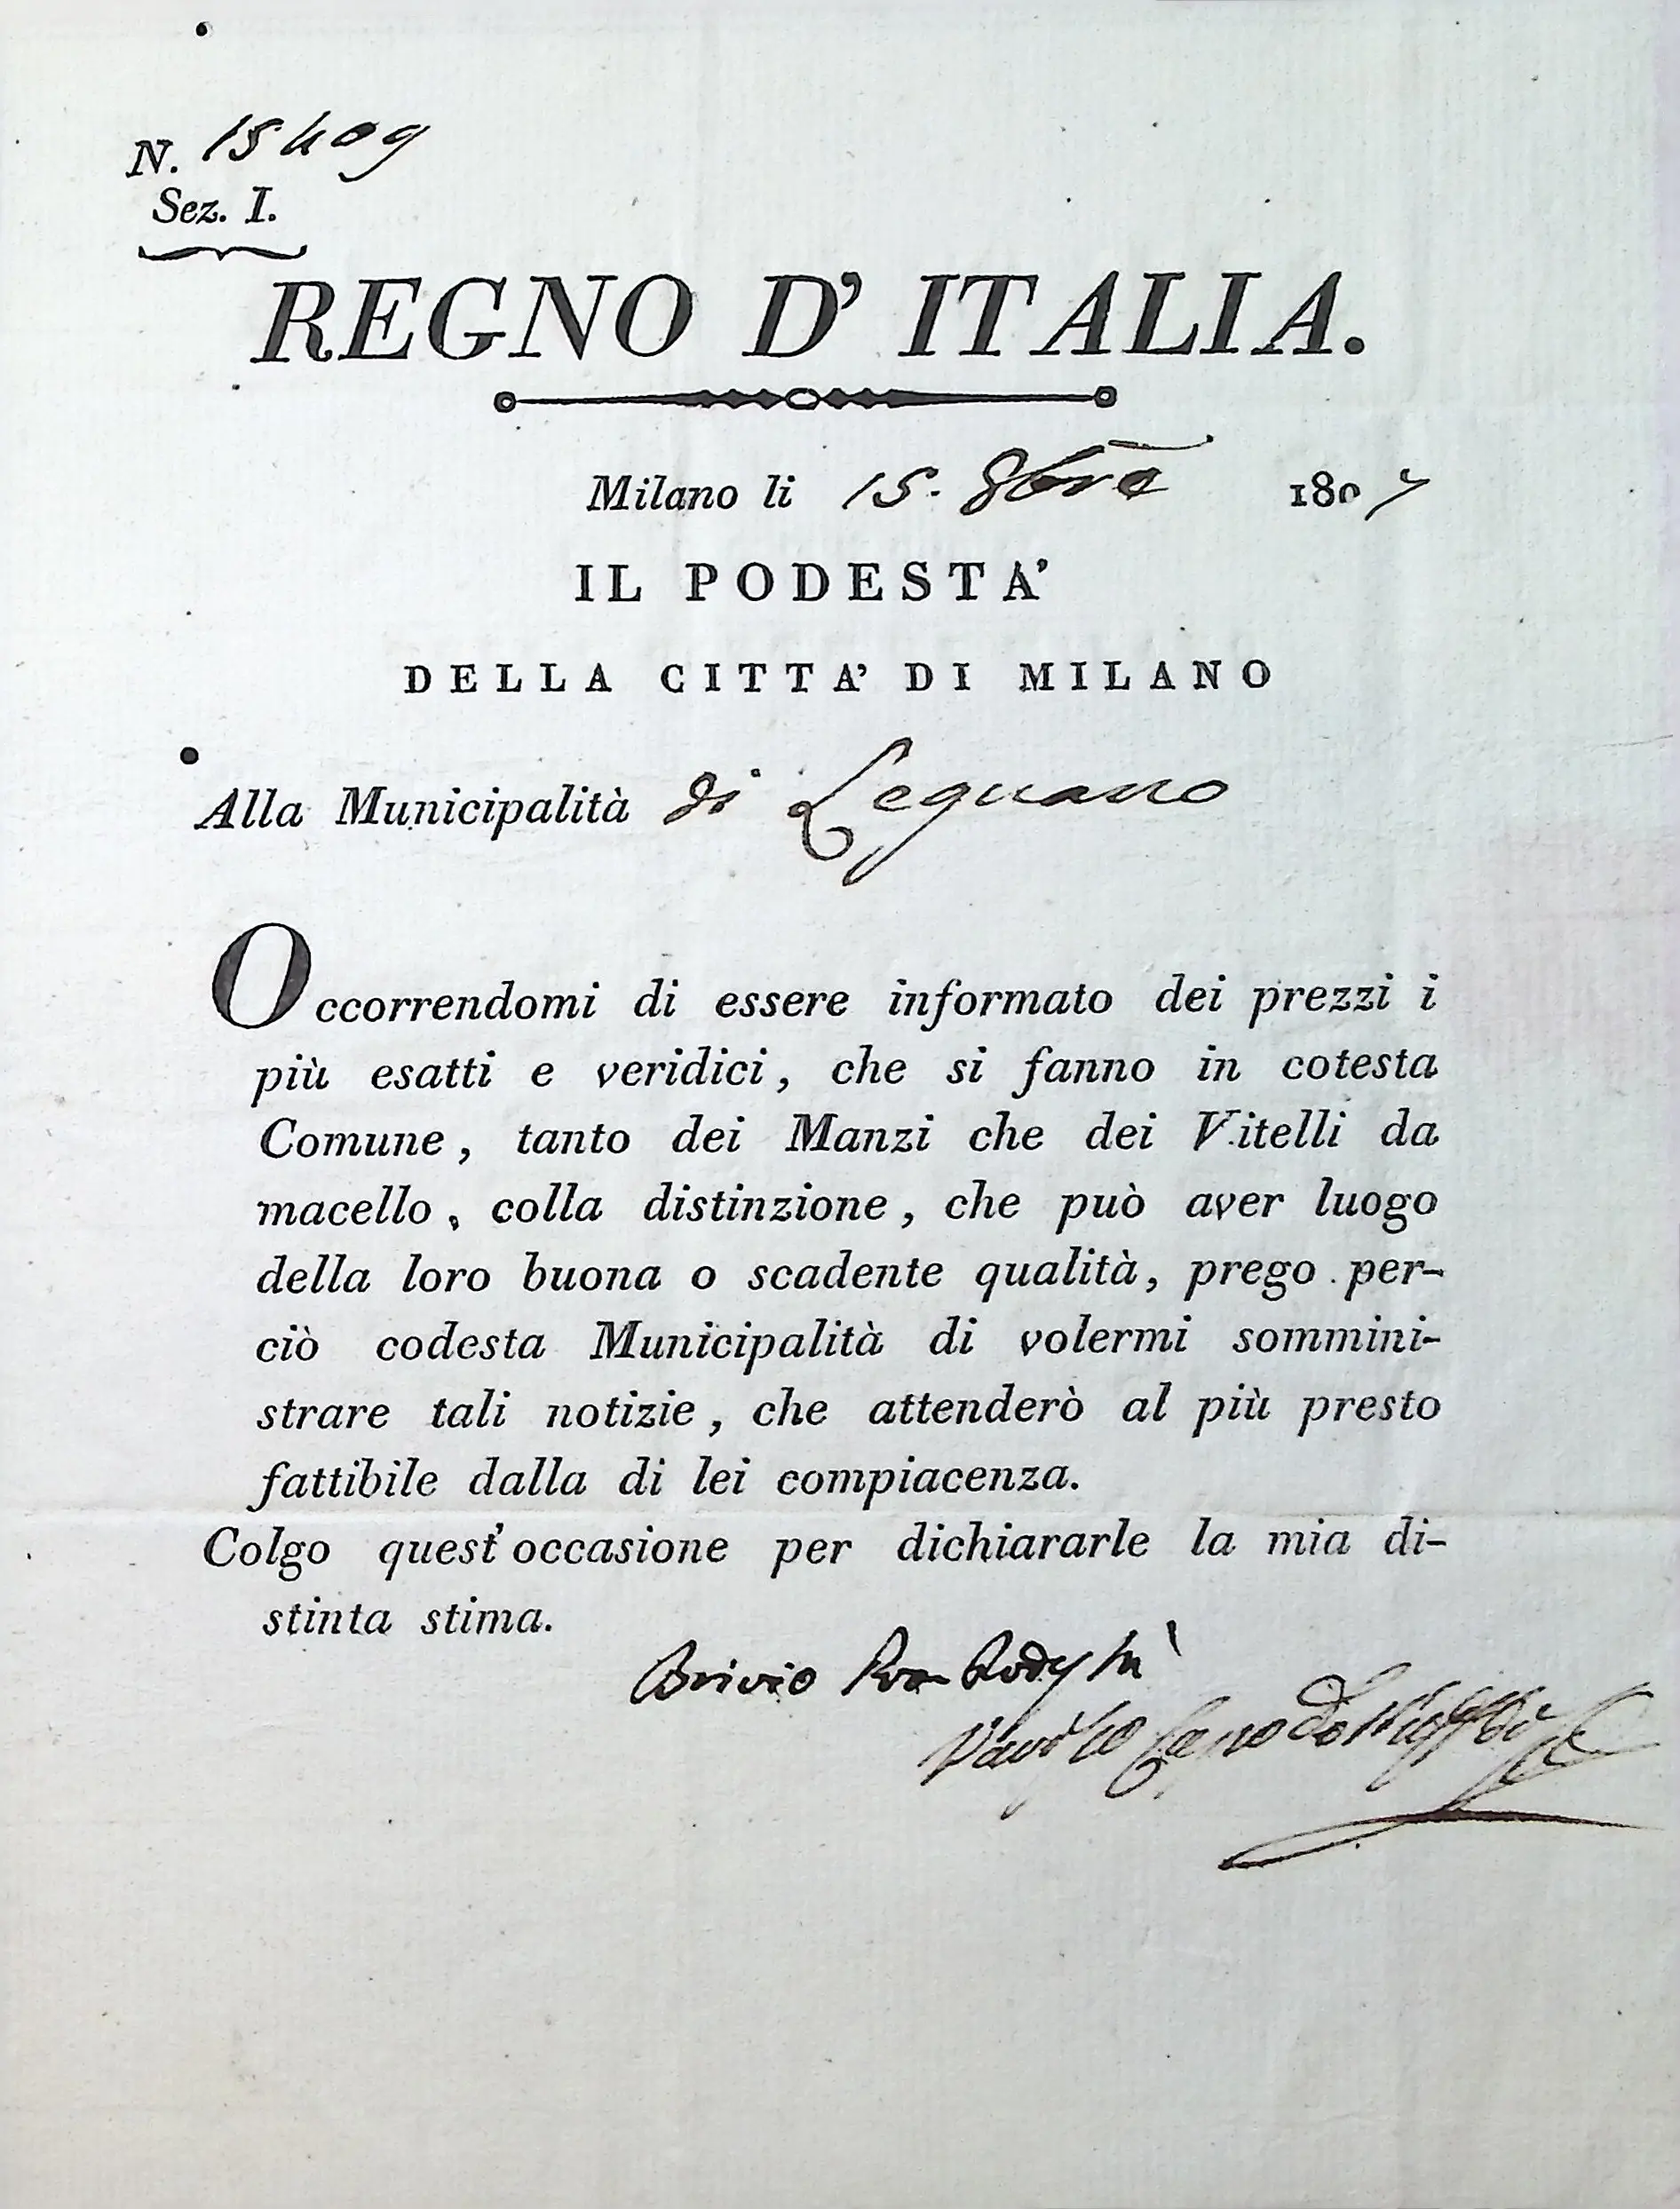 N. 15409
Sez. I.
REGNO D' ITALIA.
Milano li 15. 8bre 1807
IL PODESTA'
DELLA CITTA' DI MILANO
Alla Municipalità di Legnano
Occorrendomi di essere informato dei prezzi i
più esatti e veridici, che si fanno in cotesta
Comune, tanto dei Manzi che dei Vitelli da
macello, colla distinzione, che può aver luogo
della loro buona o scadente qualità, prego per-
ciò codesta Municipalità di volermi sommini-
strare tali notizie, che attenderò al più presto
fattibile dalla di lei compiacenza.
Colgo quest'occasione per dichiararle la mia di-
stinta stima.
Brivio